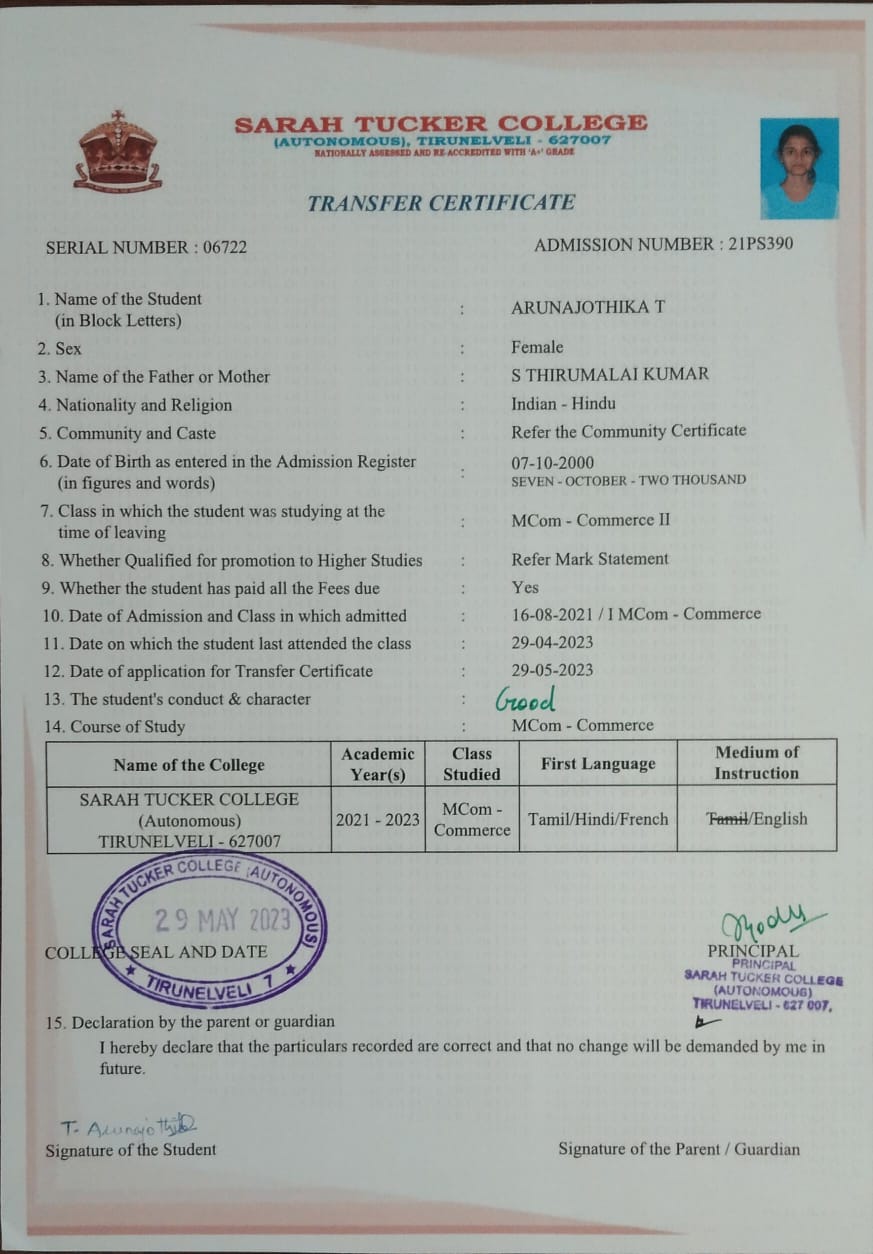 SARAH TUCKER COLLEGE
(AUTONOMOUS), TIRUNELVELI - 627007
NATIONALLY ASSESSED AND RE-ACCREDITED WITH 'A+' GRADE
TRANSFER CERTIFICATE
SERIAL NUMBER : 06722
ADMISSION NUMBER : 21PS390
1. Name of the Student (in Block Letters) : ARUNAJOTHIKA T
2. Sex : Female
3. Name of the Father or Mother : S THIRUMALAI KUMAR
4. Nationality and Religion : Indian - Hindu
5. Community and Caste : Refer the Community Certificate
6. Date of Birth as entered in the Admission Register : 07-10-2000
(in figures and words) SEVEN - OCTOBER - TWO THOUSAND
7. Class in which the student was studying at the
time of leaving : MCom - Commerce II
8. Whether Qualified for promotion to Higher Studies : Refer Mark Statement
9. Whether the student has paid all the Fees due : Yes
10. Date of Admission and Class in which admitted : 16-08-2021 / I MCom - Commerce
11. Date on which the student last attended the class : 29-04-2023
12. Date of application for Transfer Certificate : 29-05-2023
13. The student's conduct & character : Good
14. Course of Study : MCom - Commerce
Name of the College
Academic Year(s)
Class Studied
First Language
Medium of Instruction
SARAH TUCKER COLLEGE
(Autonomous)
TIRUNELVELI - 627007
2021 - 2023
MCom - Commerce
Tamil/Hindi/French
Tamil/English
SARAH TUCKER COLLEGE (AUTONOMOUS)
29 MAY 2023
TIRUNELVELI 7
COLLEGE SEAL AND DATE
PRINCIPAL
PRINCIPAL
SARAH TUCKER COLLEGE
(AUTONOMOUS)
TIRUNELVELI - 627 007.
15. Declaration by the parent or guardian
I hereby declare that the particulars recorded are correct and that no change will be demanded by me in
future.
T. Arunajothika
Signature of the Student
Signature of the Parent / Guardian